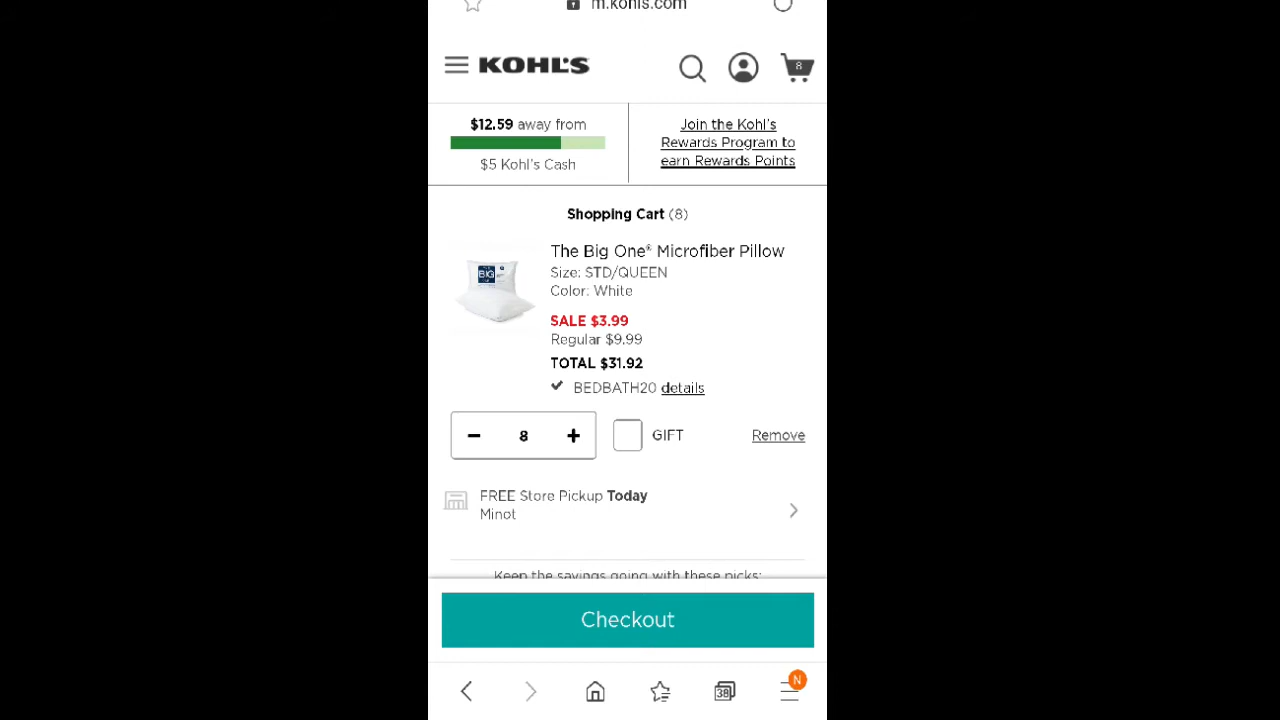 m.kohls.com
KOHL'S
8
$12.59 away from
$5 Kohl's Cash
Join the Kohl's
Rewards Program to
earn Rewards Points
Shopping Cart (8)
The Big One® Microfiber Pillow
Size: STD/QUEEN
Color: White
SALE $3.99
Regular $9.99
TOTAL $31.92
BEDBATH20 details
BIG
− 8 +
GIFT
Remove
FREE Store Pickup Today
Minot
Keep the savings going with these picks:
Checkout
38
N